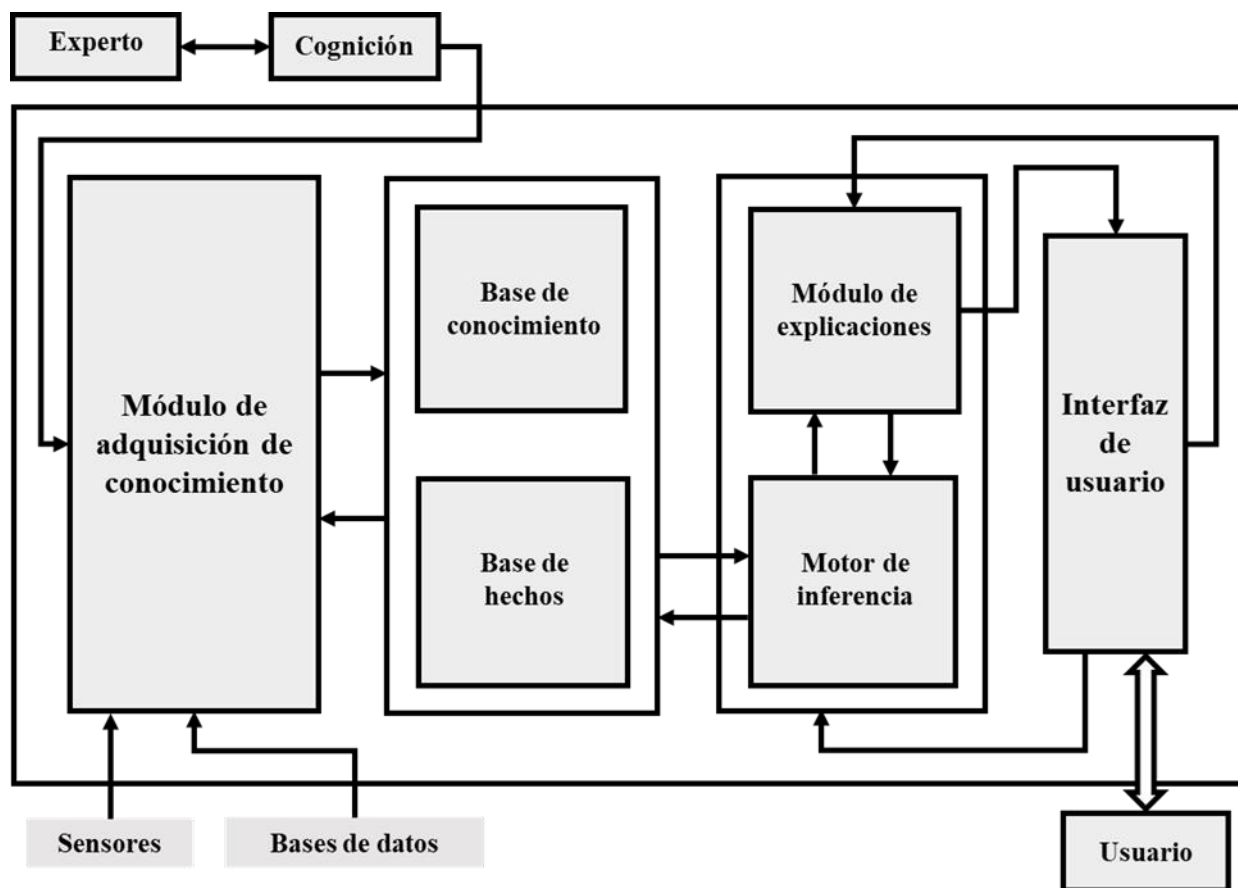 Experto
Cognición
Módulo de
adquisición de
conocimiento
Base de
conocimiento
Base de
hechos
Módulo de
explicaciones
Motor de
inferencia
Interfaz
de
usuario
Sensores
Bases de datos
Usuario